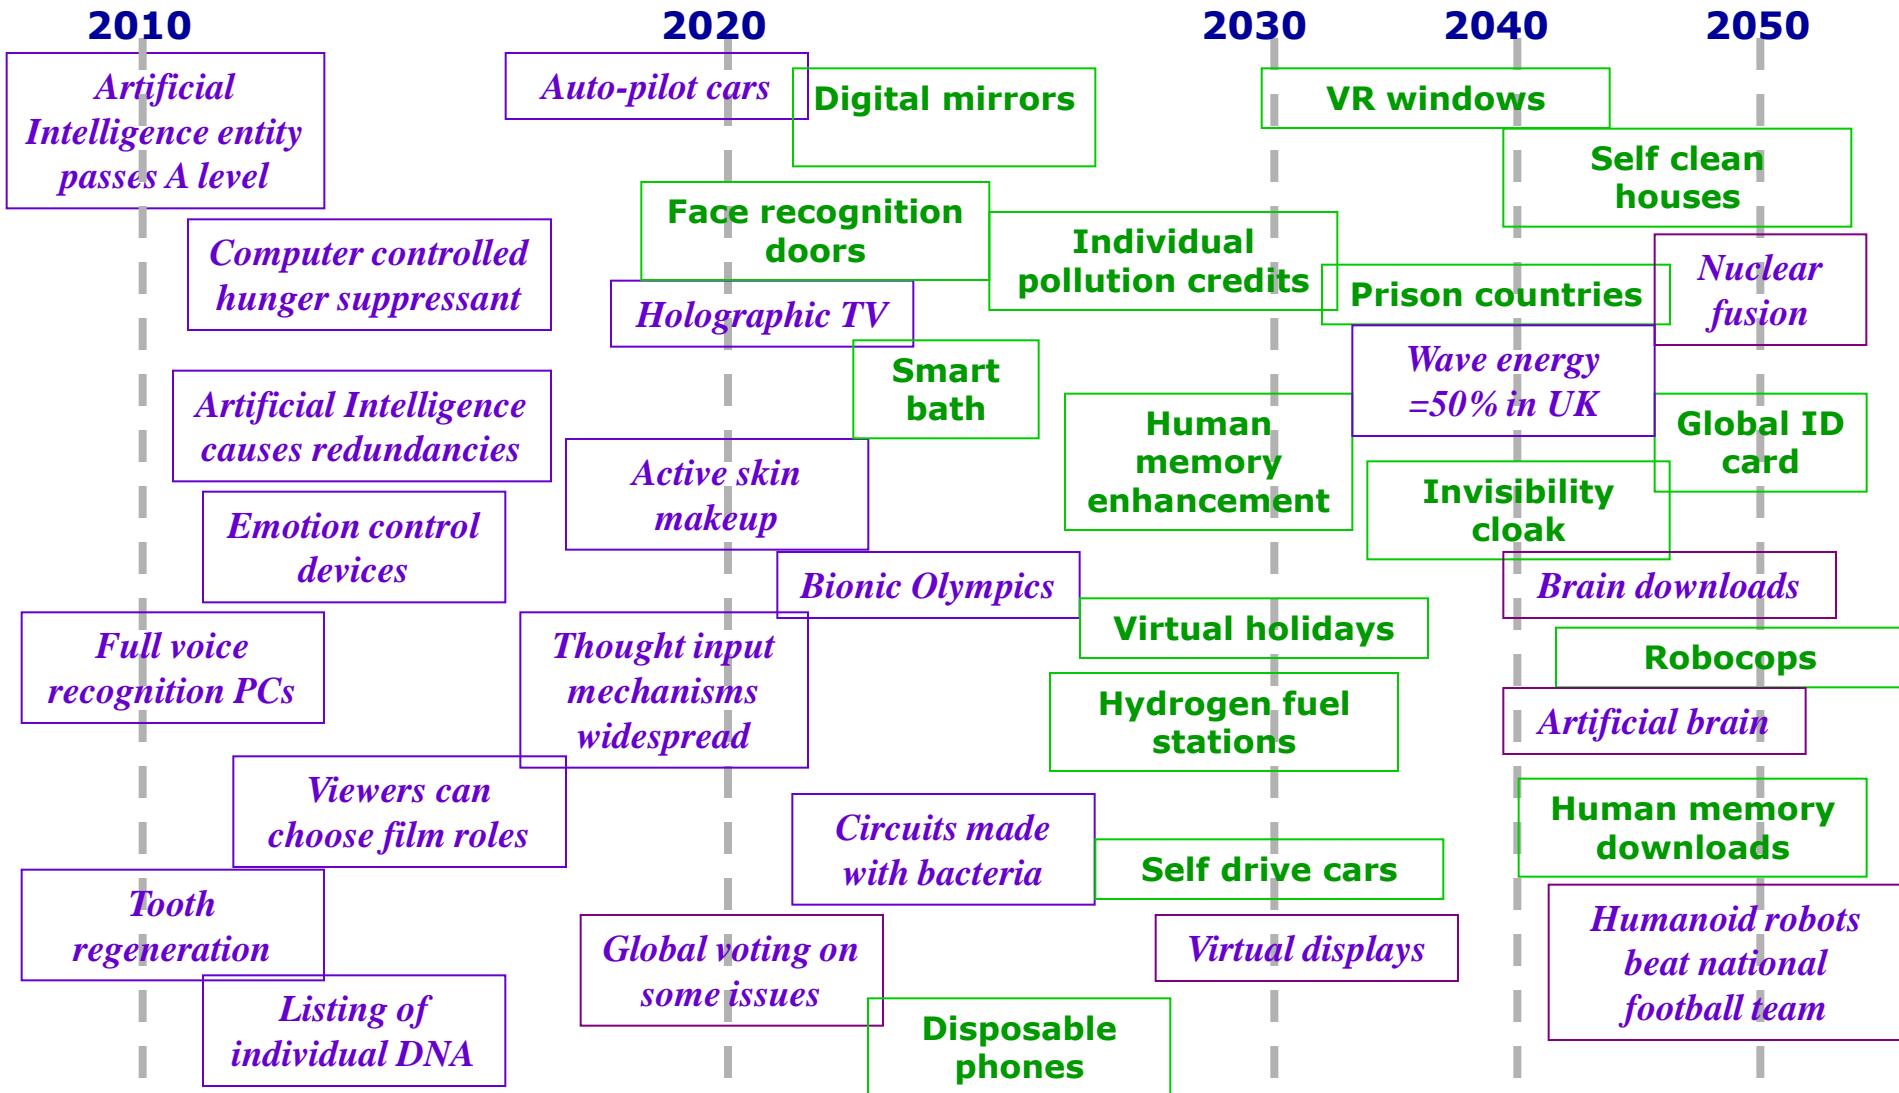 2010
2020
2030
2040
2050
Artificial
Intelligence entity
passes A level
Auto-pilot cars
Digital mirrors
VR windows
Self clean
houses
Face recognition
doors
Computer controlled
hunger suppressant
Individual
pollution credits
Prison countries
Nuclear
fusion
Holographic TV
Smart
bath
Wave energy
=50% in UK
Artificial Intelligence
causes redundancies
Human
memory
enhancement
Global ID
card
Active skin
makeup
Invisibility
cloak
Emotion control
devices
Bionic Olympics
Brain downloads
Virtual holidays
Full voice
recognition PCs
Thought input
mechanisms
widespread
Robocops
Hydrogen fuel
stations
Artificial brain
Viewers can
choose film roles
Circuits made
with bacteria
Human memory
downloads
Self drive cars
Tooth
regeneration
Global voting on
some issues
Virtual displays
Humanoid robots
beat national
football team
Listing of
individual DNA
Disposable
phones